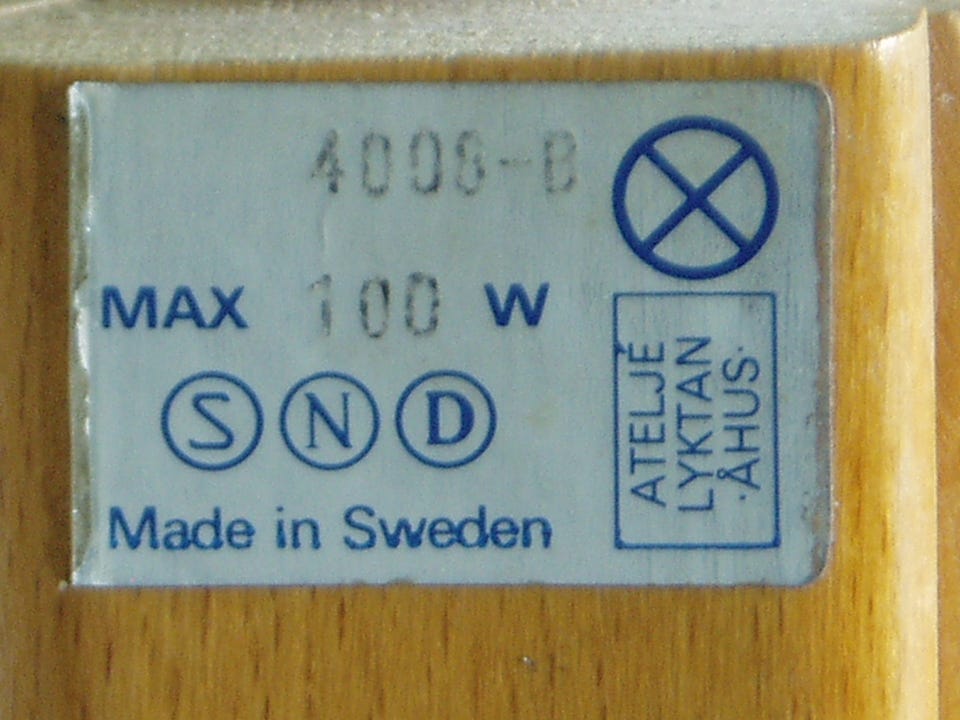 4008-B
MAX 100 W
S N D
Made in Sweden
ATELJÉ
LYKTAN
·ÅHUS·